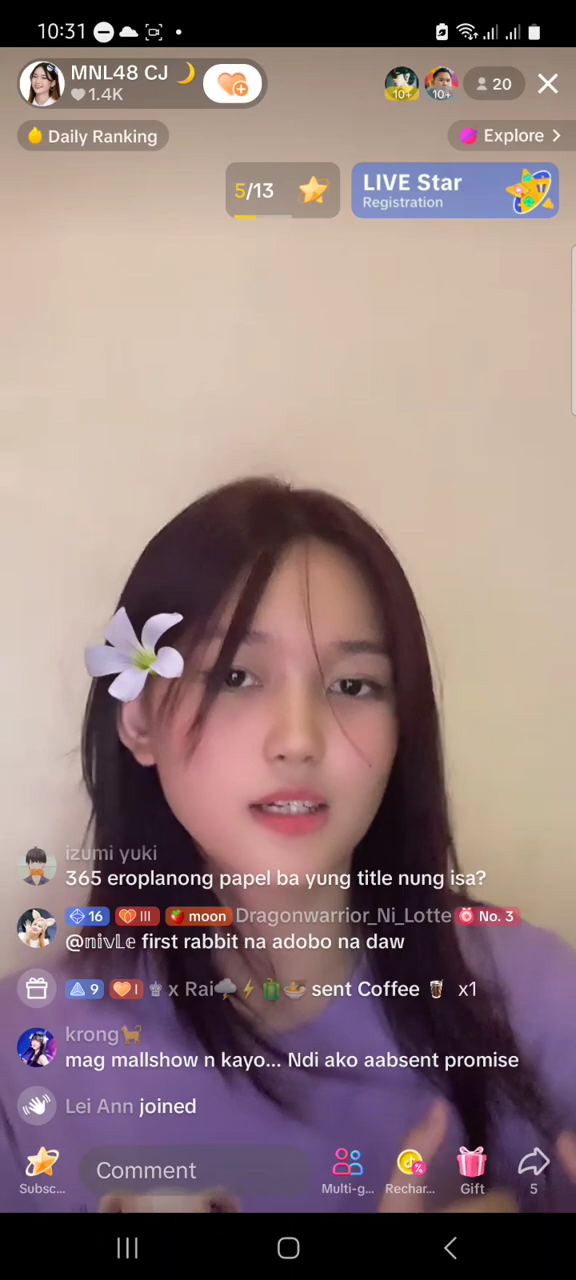 10:31
MNL48 CJ 🌙
1.4K
10+
10+
20
Daily Ranking
Explore
5/13
LIVE Star
Registration
izumi yuki
365 eroplanong papel ba yung title nung isa?
16 III moon Dragonwarrior_Ni_Lotte No. 3
@𝕟𝕚𝕧𝕃𝕖 first rabbit na adobo na daw
9 I ♚ x Rai🌩️⚡🫑🍜 sent Coffee x1
krong🐈
mag mallshow n kayo... Ndi ako aabsent promise
Lei Ann joined
Comment
Subsc...
Multi-g...
Rechar...
Gift
5